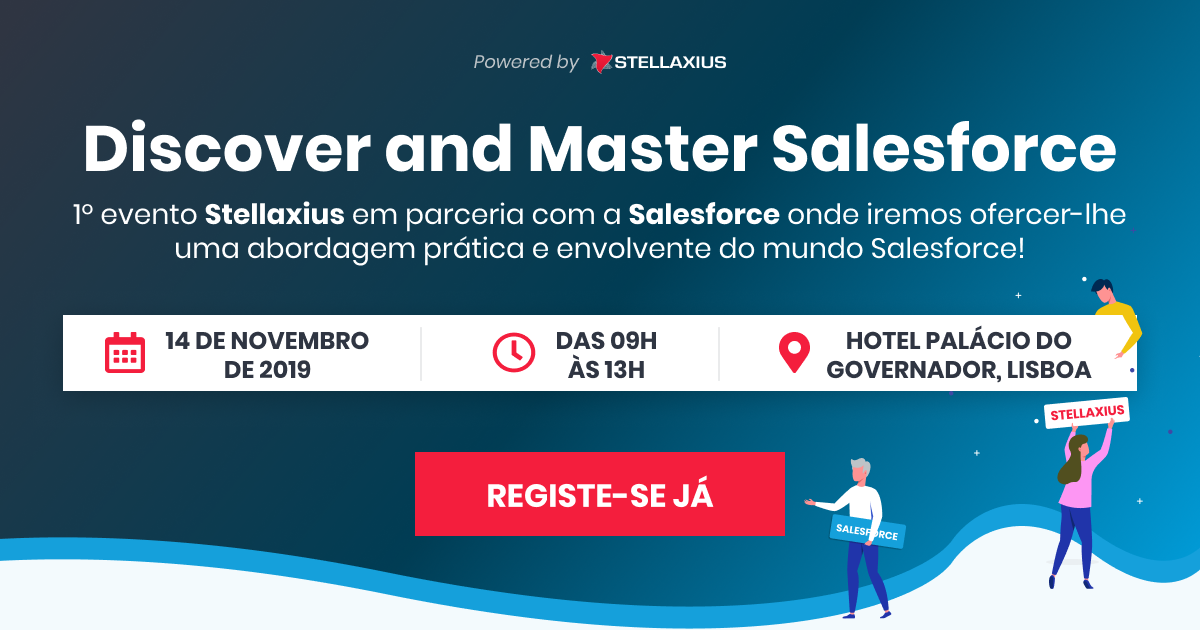 Powered by STELLAXIUS
Discover and Master Salesforce
1º evento Stellaxius em parceria com a Salesforce onde iremos ofercer-lhe
uma abordagem prática e envolvente do mundo Salesforce!
14 DE NOVEMBRO
DE 2019
DAS 09H
ÀS 13H
HOTEL PALÁCIO DO
GOVERNADOR, LISBOA
STELLAXIUS
REGISTE-SE JÁ
SALESFORCE